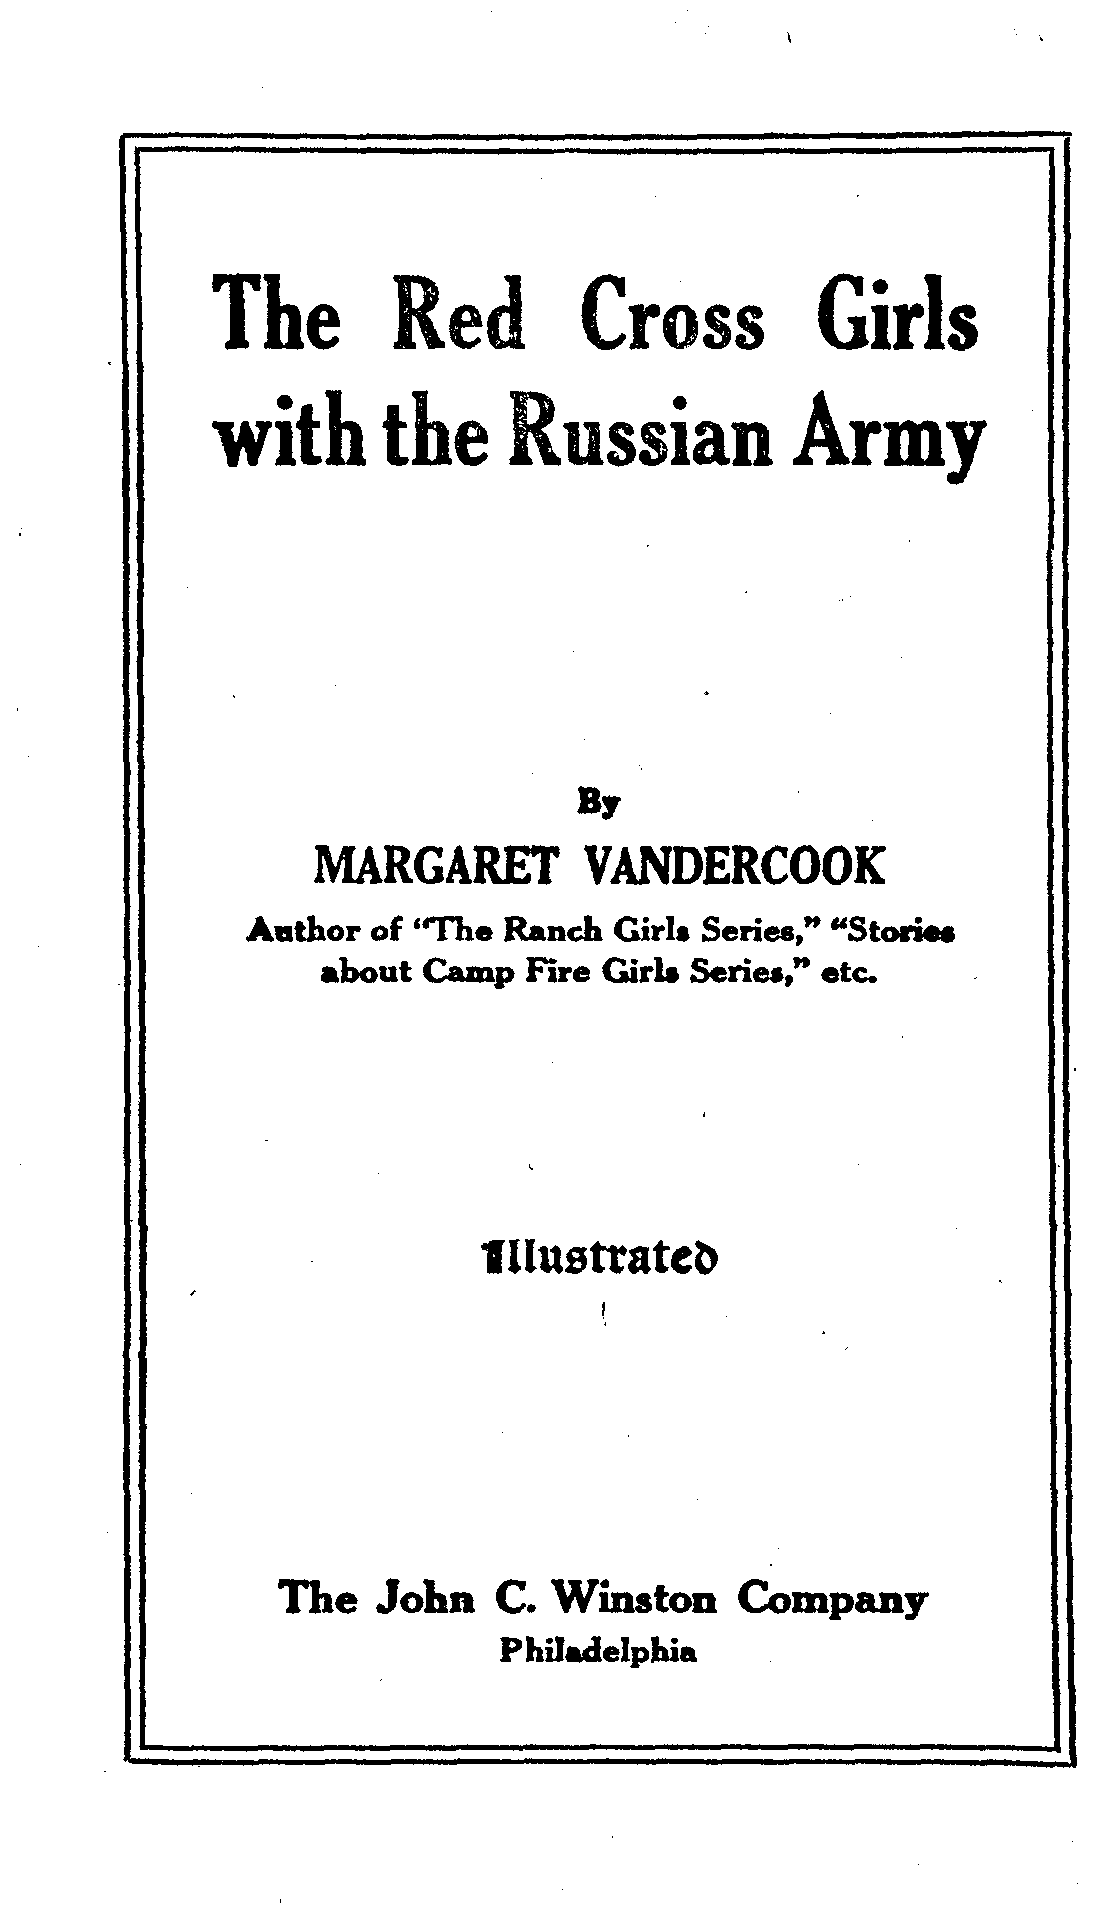 The Red Cross Girls
with the Russian Army
By
MARGARET VANDERCOOK
Author of “The Ranch Girls Series,” “Stories
about Camp Fire Girls Series,” etc.
Illustrated
The John C. Winston Company
Philadelphia